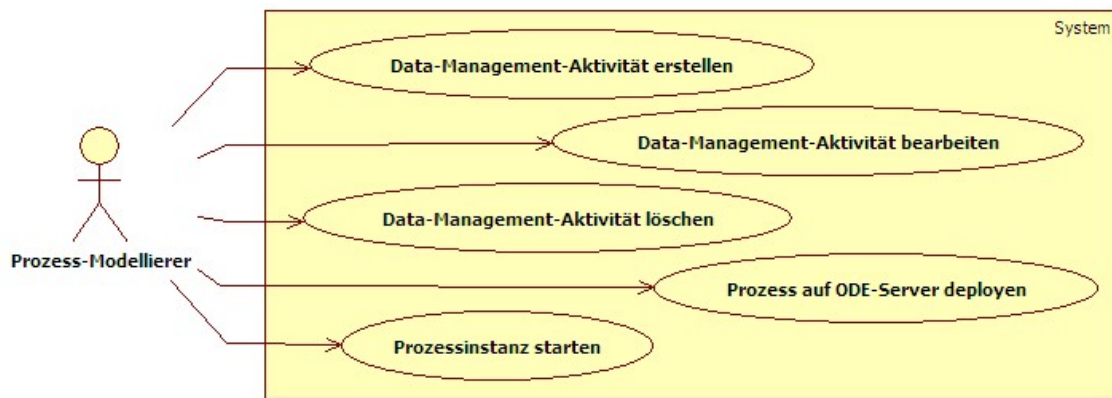 System
Data-Management-Aktivität erstellen
Data-Management-Aktivität bearbeiten
Data-Management-Aktivität löschen
Prozess-Modellierer
Prozess auf ODE-Server deployen
Prozessinstanz starten